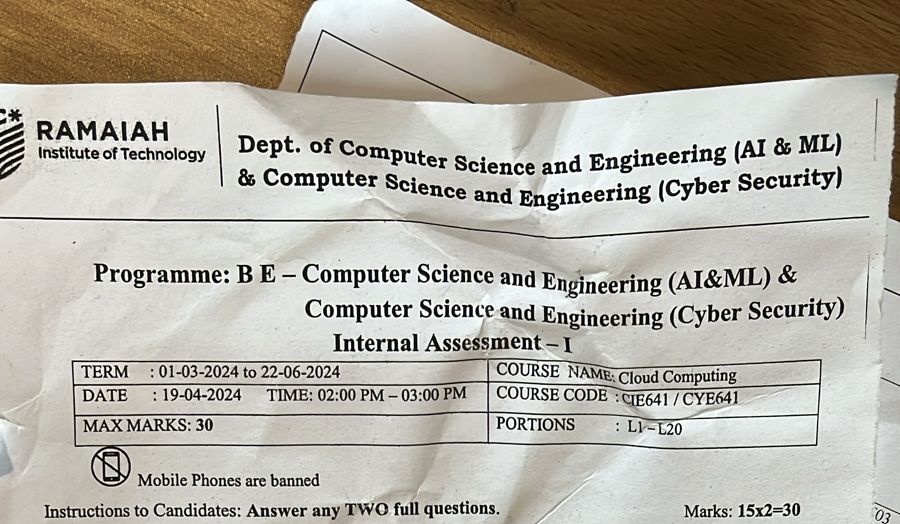 RAMAIAH
Institute of Technology
Dept. of Computer Science and Engineering (AI & ML)
& Computer Science and Engineering (Cyber Security)
Programme: B E – Computer Science and Engineering (AI&ML) &
Computer Science and Engineering (Cyber Security)
Internal Assessment – I
TERM : 01-03-2024 to 22-06-2024 COURSE NAME: Cloud Computing
DATE : 19-04-2024 TIME: 02:00 PM – 03:00 PM COURSE CODE : CIE641 / CYE641
MAX MARKS: 30 PORTIONS : L1 – L20
Mobile Phones are banned
Instructions to Candidates: Answer any TWO full questions. Marks: 15x2=30